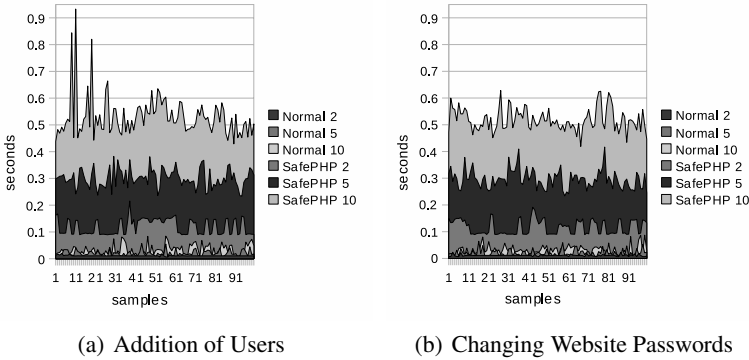 0.9
0.8
0.7
0.6
0.5
0.4
0.3
0.2
0.1
0
seconds
1 11 21 31 41 51 61 71 81 91
samples
Normal 2
Normal 5
Normal 10
SafePHP 2
SafePHP 5
SafePHP 10
(a) Addition of Users
0.9
0.8
0.7
0.6
0.5
0.4
0.3
0.2
0.1
0
seconds
1 11 21 31 41 51 61 71 81 91
samples
Normal 2
Normal 5
Normal 10
SafePHP 2
SafePHP 5
SafePHP 10
(b) Changing Website Passwords